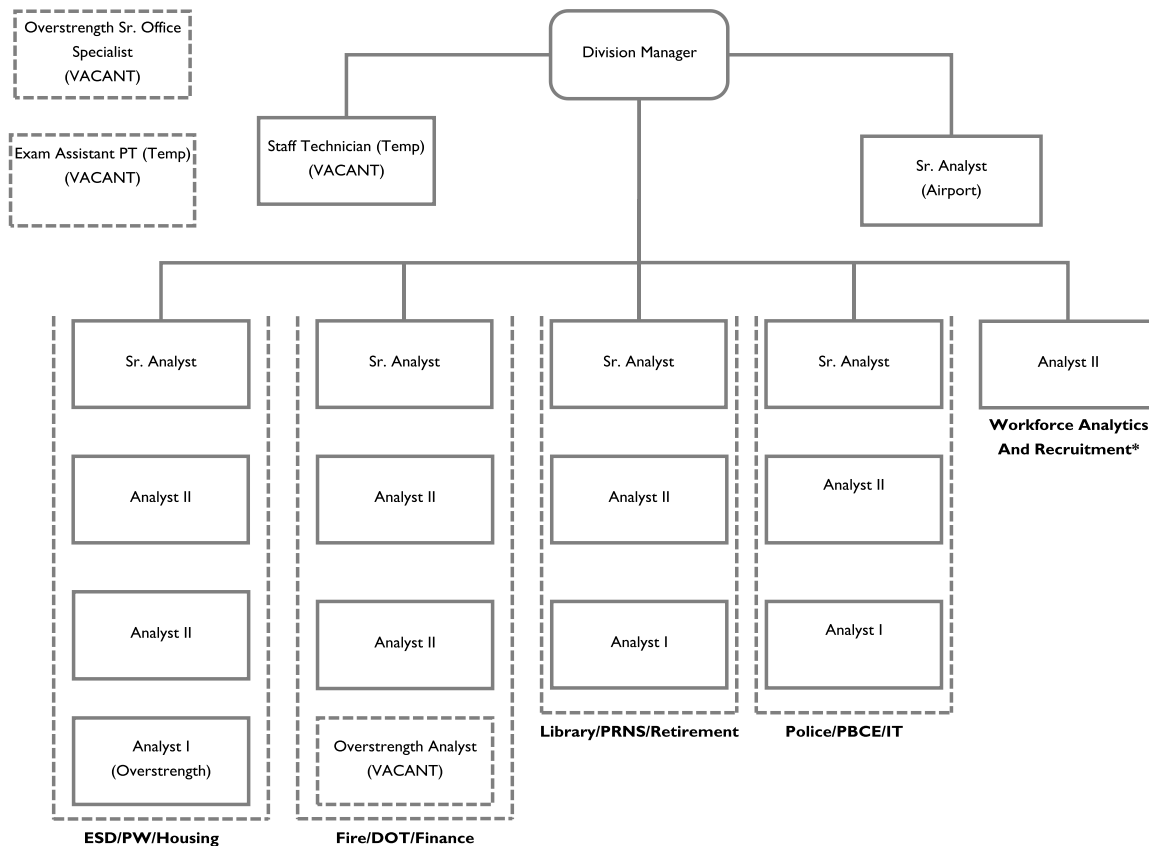 Overstrength Sr. Office
Specialist
(VACANT)
Division Manager
Exam Assistant PT (Temp)
(VACANT)
Staff Technician (Temp)
(VACANT)
Sr. Analyst
(Airport)
Sr. Analyst
Analyst II
Analyst II
Analyst I
(Overstrength)
ESD/PW/Housing
Sr. Analyst
Analyst II
Analyst II
Overstrength Analyst
(VACANT)
Fire/DOT/Finance
Sr. Analyst
Analyst II
Analyst I
Library/PRNS/Retirement
Sr. Analyst
Analyst II
Analyst I
Police/PBCE/IT
Analyst II
Workforce Analytics
And Recruitment*